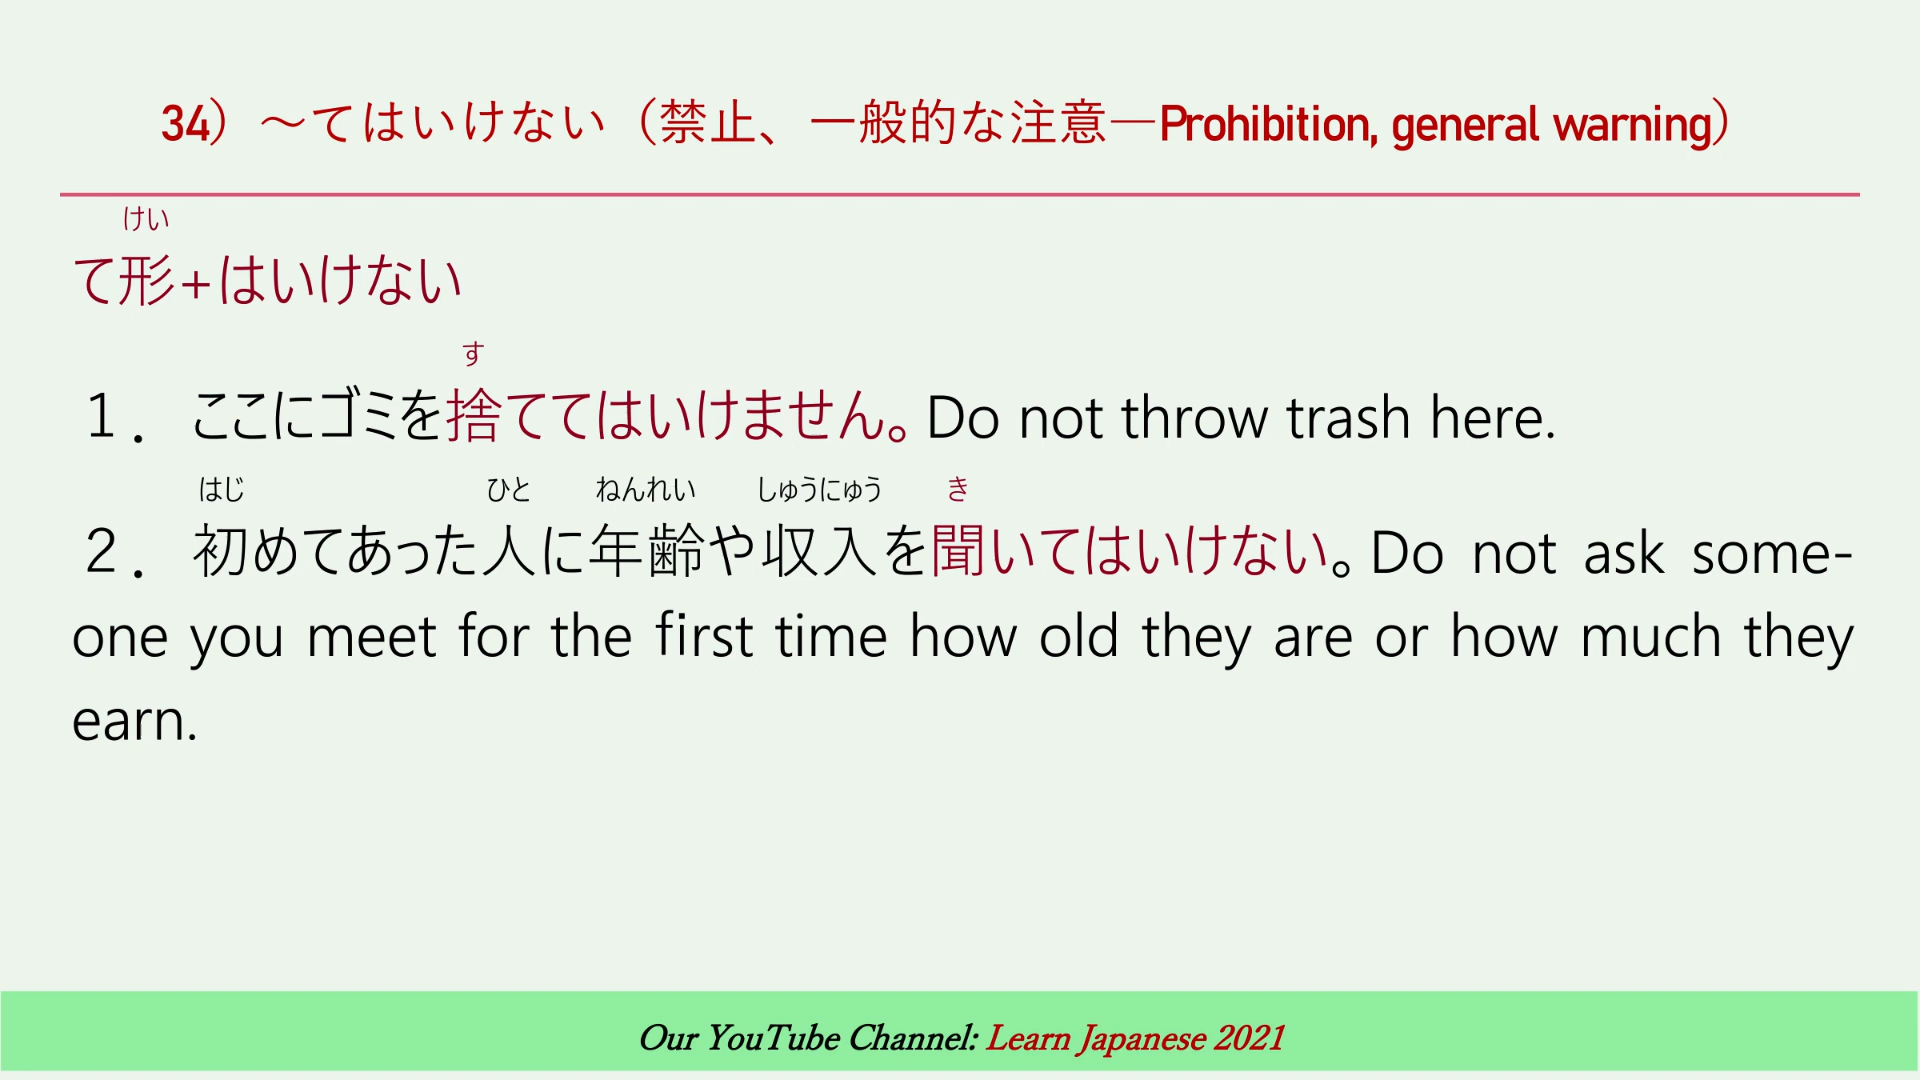 34）～てはいけない（禁止、一般的な注意―Prohibition, general warning）
けい
て形+はいけない
す
１．ここにゴミを捨ててはいけません。Do not throw trash here.
はじ ひと ねんれい しゅうにゅう き
２．初めてあった人に年齢や収入を聞いてはいけない。Do not ask some-
one you meet for the first time how old they are or how much they
earn.
Our YouTube Channel: Learn Japanese 2021